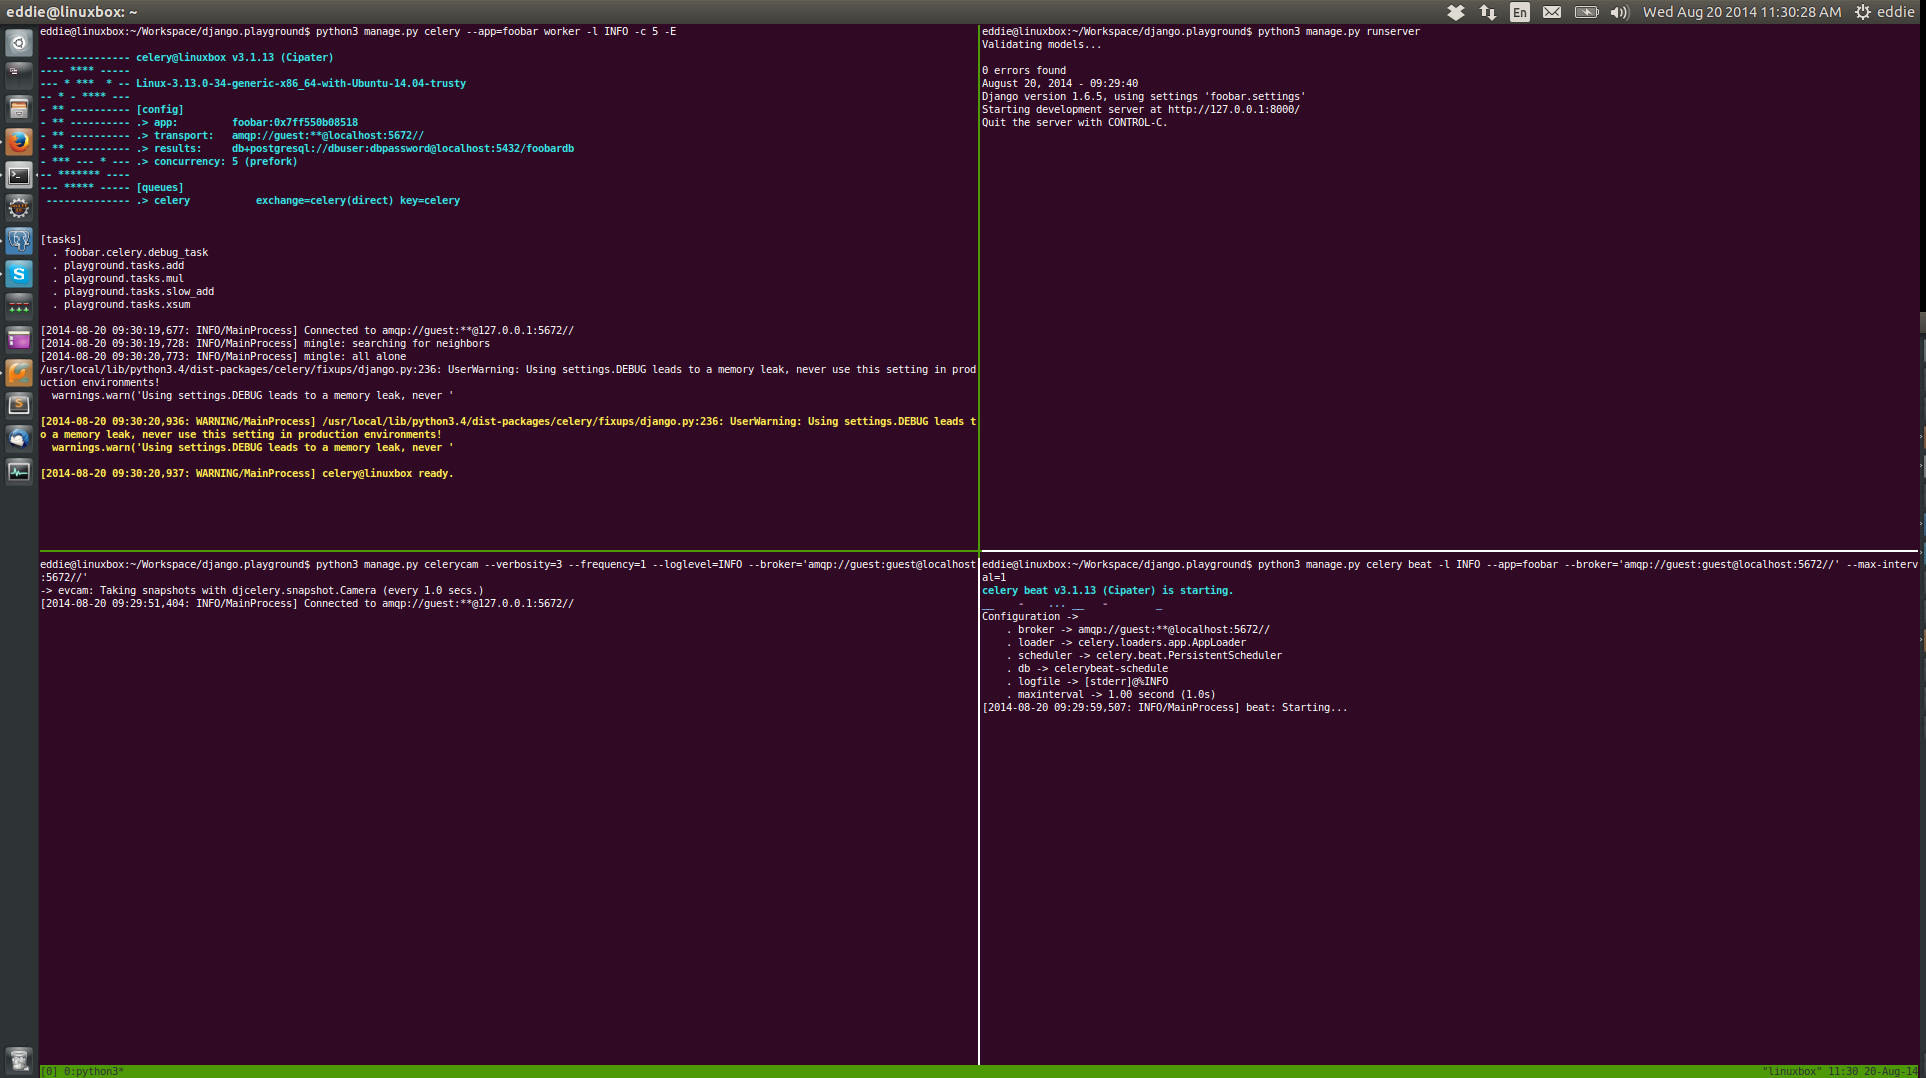 eddie@linuxbox: ~
En
Wed Aug 20 2014 11:30:28 AM
eddie
eddie@linuxbox:~/Workspace/django.playground$ python3 manage.py celery --app=foobar worker -l INFO -c 5 -E
 -------------- celery@linuxbox v3.1.13 (Cipater)
---- **** -----
--- * ***  * -- Linux-3.13.0-34-generic-x86_64-with-Ubuntu-14.04-trusty
-- * - **** ---
- ** ---------- [config]
- ** ---------- .> app:         foobar:0x7ff550b08518
- ** ---------- .> transport:   amqp://guest:**@localhost:5672//
- ** ---------- .> results:     db+postgresql://dbuser:dbpassword@localhost:5432/foobardb
- *** --- * --- .> concurrency: 5 (prefork)
-- ******* ----
--- ***** ----- [queues]
 -------------- .> celery           exchange=celery(direct) key=celery
[tasks]
  . foobar.celery.debug_task
  . playground.tasks.add
  . playground.tasks.mul
  . playground.tasks.slow_add
  . playground.tasks.xsum
[2014-08-20 09:30:19,677: INFO/MainProcess] Connected to amqp://guest:**@127.0.0.1:5672//
[2014-08-20 09:30:19,728: INFO/MainProcess] mingle: searching for neighbors
[2014-08-20 09:30:20,773: INFO/MainProcess] mingle: all alone
/usr/local/lib/python3.4/dist-packages/celery/fixups/django.py:236: UserWarning: Using settings.DEBUG leads to a memory leak, never use this setting in prod
uction environments!
  warnings.warn('Using settings.DEBUG leads to a memory leak, never '
[2014-08-20 09:30:20,936: WARNING/MainProcess] /usr/local/lib/python3.4/dist-packages/celery/fixups/django.py:236: UserWarning: Using settings.DEBUG leads t
o a memory leak, never use this setting in production environments!
  warnings.warn('Using settings.DEBUG leads to a memory leak, never '
[2014-08-20 09:30:20,937: WARNING/MainProcess] celery@linuxbox ready.
eddie@linuxbox:~/Workspace/django.playground$ python3 manage.py runserver
Validating models...
0 errors found
August 20, 2014 - 09:29:40
Django version 1.6.5, using settings 'foobar.settings'
Starting development server at http://127.0.0.1:8000/
Quit the server with CONTROL-C.
eddie@linuxbox:~/Workspace/django.playground$ python3 manage.py celerycam --verbosity=3 --frequency=1 --loglevel=INFO --broker='amqp://guest:guest@localhost
:5672//'
-> evcam: Taking snapshots with djcelery.snapshot.Camera (every 1.0 secs.)
[2014-08-20 09:29:51,404: INFO/MainProcess] Connected to amqp://guest:**@127.0.0.1:5672//
eddie@linuxbox:~/Workspace/django.playground$ python3 manage.py celery beat -l INFO --app=foobar --broker='amqp://guest:guest@localhost:5672//' --max-interv
al=1
celery beat v3.1.13 (Cipater) is starting.
__    -    ... __   -        _
Configuration ->
    . broker -> amqp://guest:**@localhost:5672//
    . loader -> celery.loaders.app.AppLoader
    . scheduler -> celery.beat.PersistentScheduler
    . db -> celerybeat-schedule
    . logfile -> [stderr]@%INFO
    . maxinterval -> 1.00 second (1.0s)
[2014-08-20 09:29:59,507: INFO/MainProcess] beat: Starting...
[0] 0:python3*
"linuxbox" 11:30 20-Aug-14